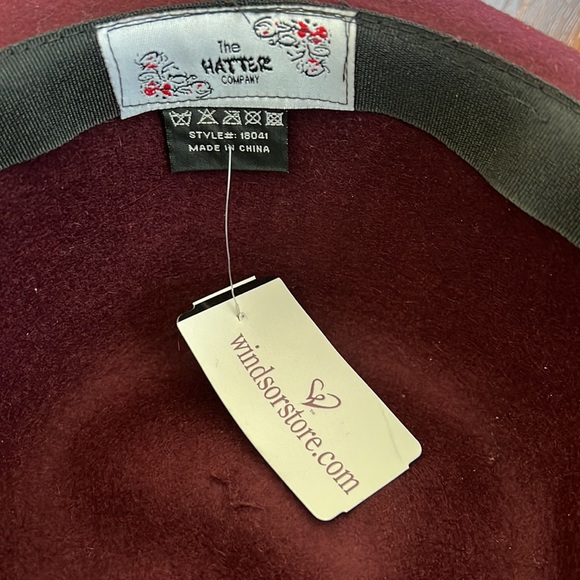 The
HATTER
COMPANY
STYLE#: 18041
MADE IN CHINA
windsorstore.com